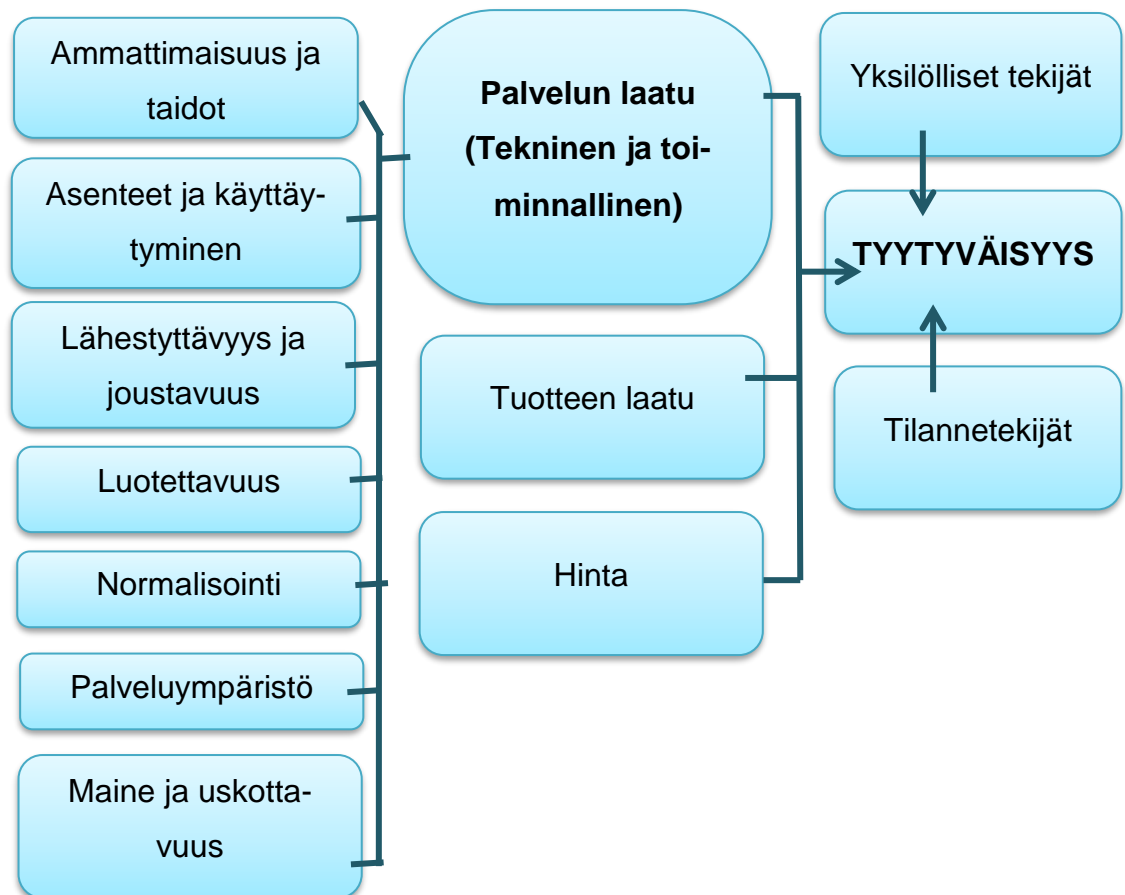 Ammattimaisuus ja
taidot
Asenteet ja käyttäy-
tyminen
Lähestyttävyys ja
joustavuus
Luotettavuus
Normalisointi
Palveluympäristö
Maine ja uskotta-
vuus
Palvelun laatu
(Tekninen ja toi-
minnallinen)
Tuotteen laatu
Hinta
Yksilölliset tekijät
TYYTYVÄISYYS
Tilannetekijät